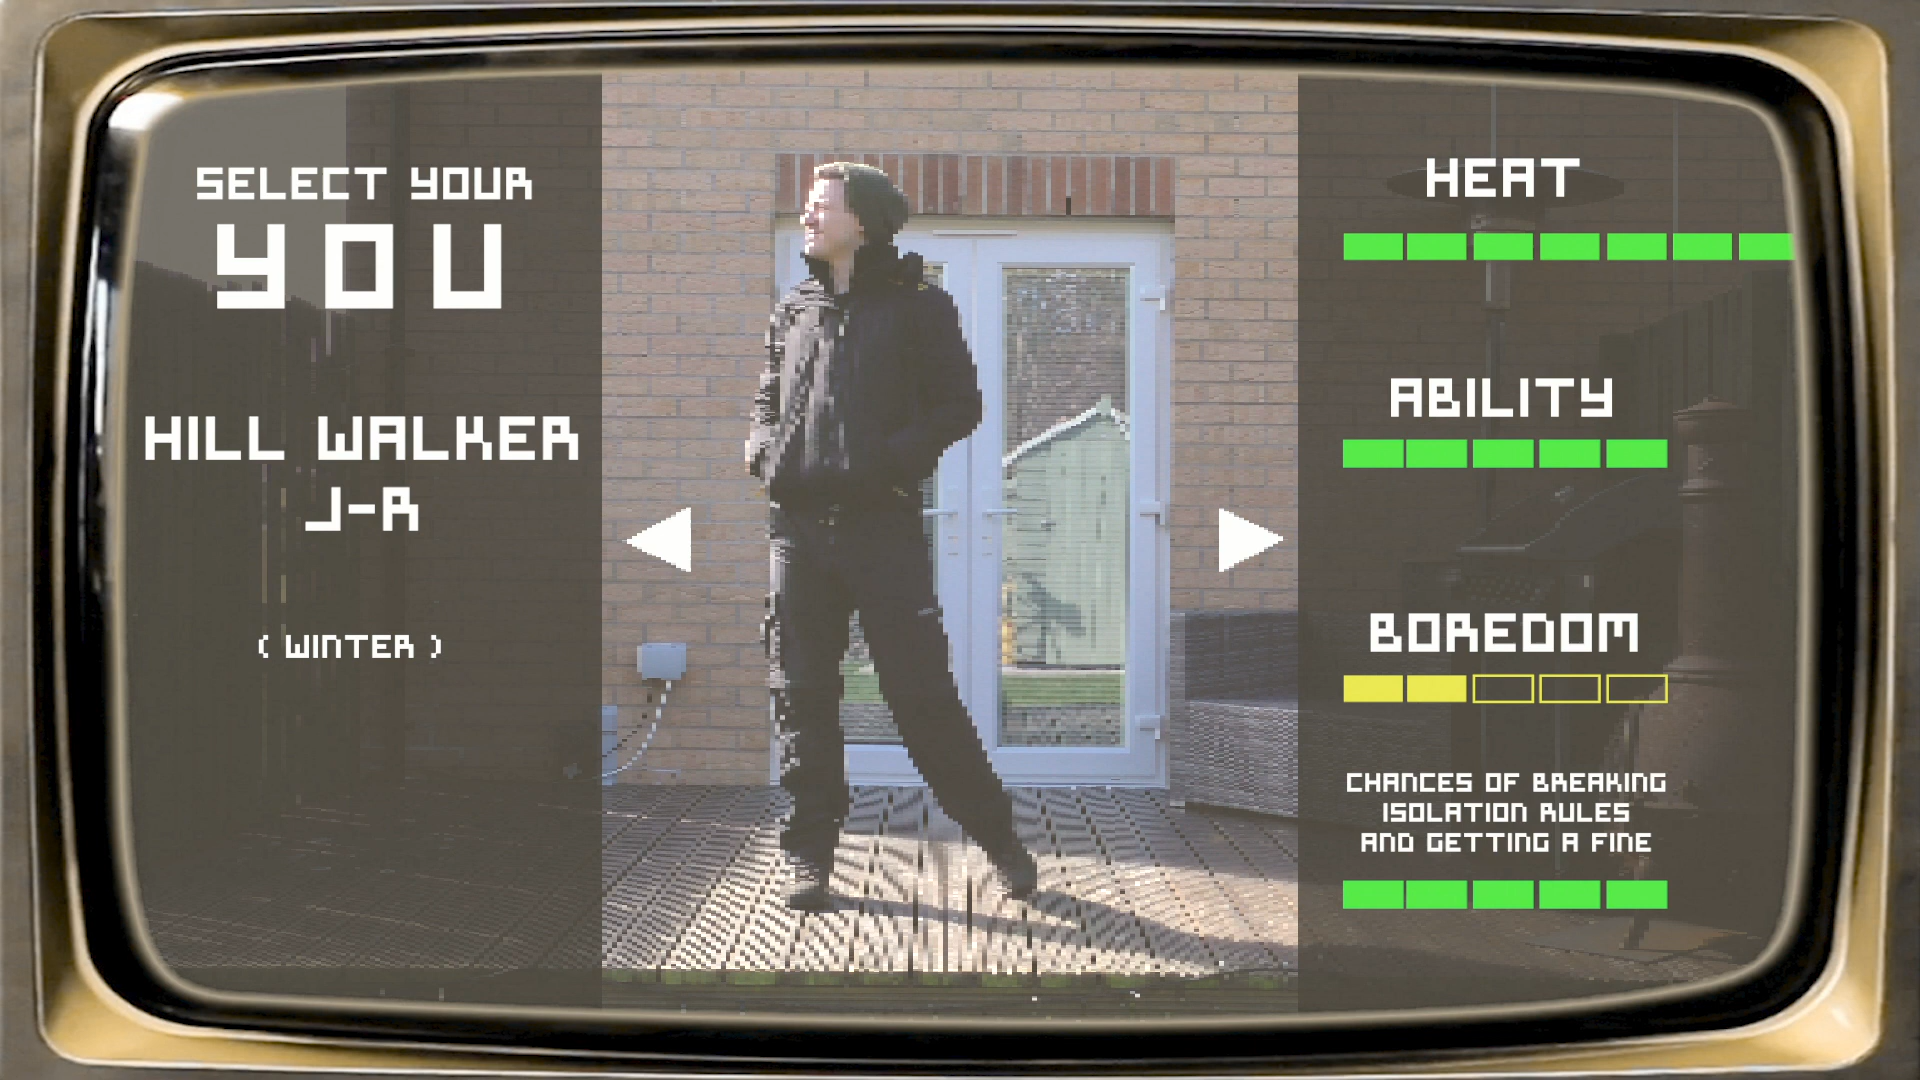 SELECT YOUR
YOU
HILL WALKER
J-R
( WINTER )
HEAT
ABILITY
BOREDOM
CHANCES OF BREAKING
ISOLATION RULES
AND GETTING A FINE